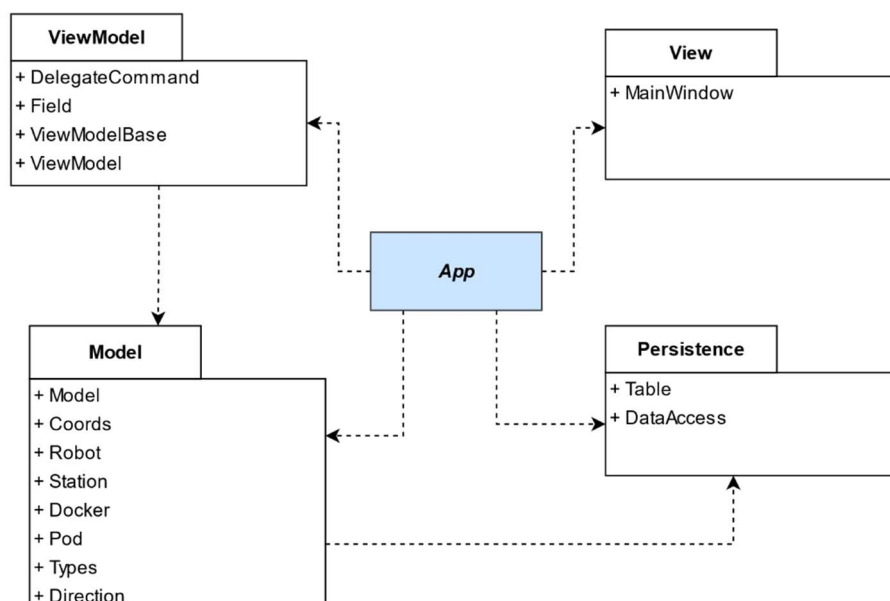 ViewModel
+ DelegateCommand
+ Field
+ ViewModelBase
+ ViewModel
View
+ MainWindow
App
Model
+ Model
+ Coords
+ Robot
+ Station
+ Docker
+ Pod
+ Types
+ Direction
Persistence
+ Table
+ DataAccess